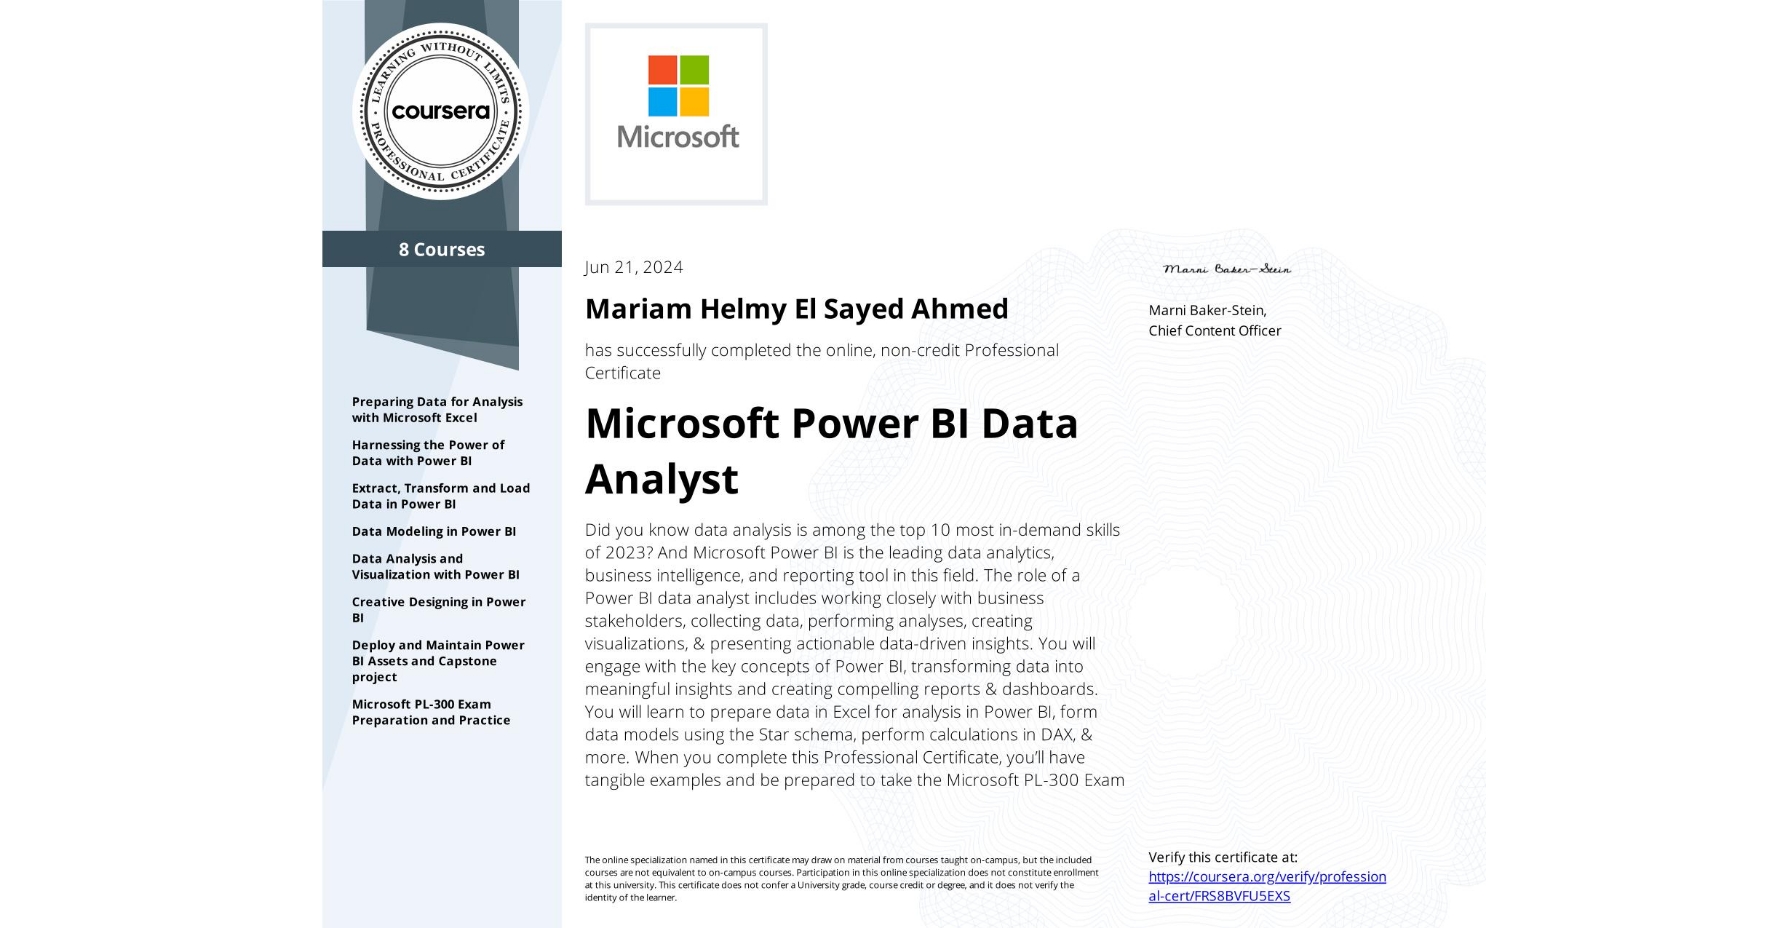 LEARNING WITHOUT LIMITS
coursera
PROFESSIONAL CERTIFICATE
8 Courses
Preparing Data for Analysis
with Microsoft Excel
Harnessing the Power of
Data with Power BI
Extract, Transform and Load
Data in Power BI
Data Modeling in Power BI
Data Analysis and
Visualization with Power BI
Creative Designing in Power
BI
Deploy and Maintain Power
BI Assets and Capstone
project
Microsoft PL-300 Exam
Preparation and Practice
Microsoft
Jun 21, 2024
Mariam Helmy El Sayed Ahmed
has successfully completed the online, non-credit Professional
Certificate
Microsoft Power BI Data
Analyst
Did you know data analysis is among the top 10 most in-demand skills
of 2023? And Microsoft Power BI is the leading data analytics,
business intelligence, and reporting tool in this field. The role of a
Power BI data analyst includes working closely with business
stakeholders, collecting data, performing analyses, creating
visualizations, & presenting actionable data-driven insights. You will
engage with the key concepts of Power BI, transforming data into
meaningful insights and creating compelling reports & dashboards.
You will learn to prepare data in Excel for analysis in Power BI, form
data models using the Star schema, perform calculations in DAX, &
more. When you complete this Professional Certificate, you’ll have
tangible examples and be prepared to take the Microsoft PL-300 Exam
The online specialization named in this certificate may draw on material from courses taught on-campus, but the included
courses are not equivalent to on-campus courses. Participation in this online specialization does not constitute enrollment
at this university. This certificate does not confer a University grade, course credit or degree, and it does not verify the
identity of the learner.
Marni Baker-Stein
Marni Baker-Stein,
Chief Content Officer
Verify this certificate at:
https://coursera.org/verify/profession
al-cert/FRS8BVFU5EXS